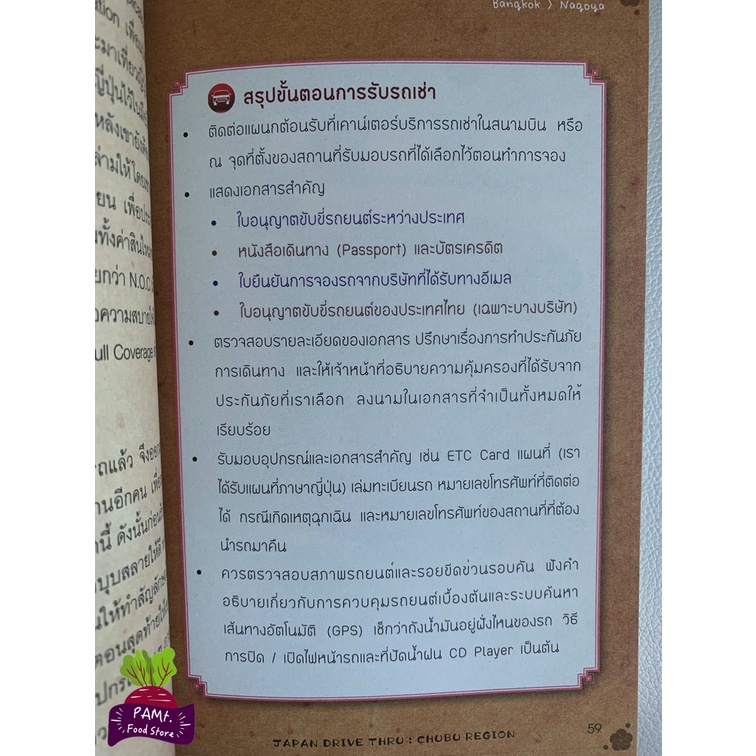 Bangkok > Nagoya
สรุปขั้นตอนการรับรถเช่า
• ติดต่อแผนกต้อนรับที่เคาน์เตอร์บริการรถเช่าในสนามบิน หรือ
ณ จุดที่ตั้งของสถานที่รับมอบรถที่ได้เลือกไว้ตอนทำการจอง
• แสดงเอกสารสำคัญ
• ใบอนุญาตขับขี่รถยนต์ระหว่างประเทศ
• หนังสือเดินทาง (Passport) และบัตรเครดิต
• ใบยืนยันการจองรถจากบริษัทที่ได้รับทางอีเมล
• ใบอนุญาตขับขี่รถยนต์ของประเทศไทย (เฉพาะบางบริษัท)
• ตรวจสอบรายละเอียดของเอกสาร ปรึกษาเรื่องการทำประกันภัย
การเดินทาง และให้เจ้าหน้าที่อธิบายความคุ้มครองที่ได้รับจาก
ประกันภัยที่เราเลือก ลงนามในเอกสารที่จำเป็นทั้งหมดให้
เรียบร้อย
• รับมอบอุปกรณ์และเอกสารสำคัญ เช่น ETC Card แผนที่ (เรา
ได้รับแผนที่ภาษาญี่ปุ่น) เล่มทะเบียนรถ หมายเลขโทรศัพท์ที่ติดต่อ
ได้ กรณีเกิดเหตุฉุกเฉิน และหมายเลขโทรศัพท์ของสถานที่ที่ต้อง
นำรถมาคืน
• ควรตรวจสอบสภาพรถยนต์และรอยขีดข่วนรอบคัน ฟังคำ
อธิบายเกี่ยวกับการควบคุมรถยนต์เบื้องต้นและระบบค้นหา
เส้นทางอัตโนมัติ (GPS) เช็กว่าถังน้ำมันอยู่ฝั่งไหนของรถ วิธี
การปิด / เปิดไฟหน้ารถและที่ปัดน้ำฝน CD Player เป็นต้น
JAPAN DRIVE THRU : CHUBU REGION
59
PAMt.
Food Store